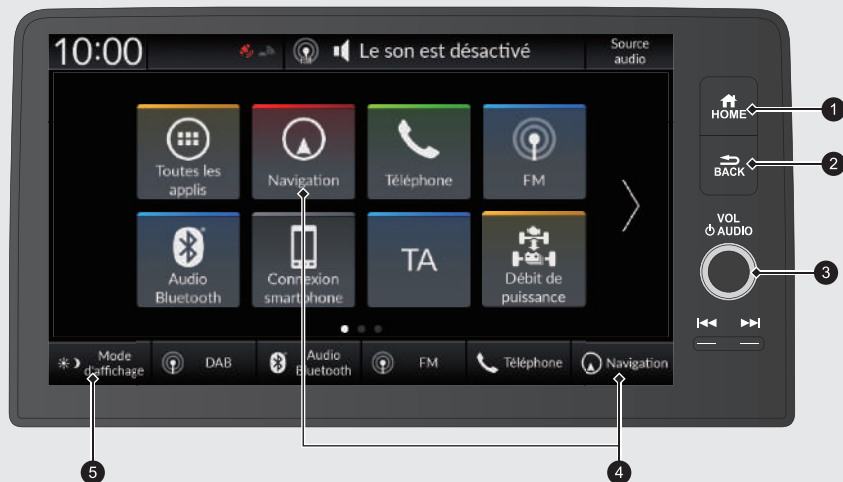 10:00
Le son est désactivé
Source
audio
HOME
1
BACK
2
Toutes les
applis
Navigation
Téléphone
FM
VOL
AUDIO
3
Audio
Bluetooth
Connexion
smartphone
TA
Débit de
puissance
Mode
d'affichage
DAB
Audio
Bluetooth
FM
Téléphone
Navigation
5
4